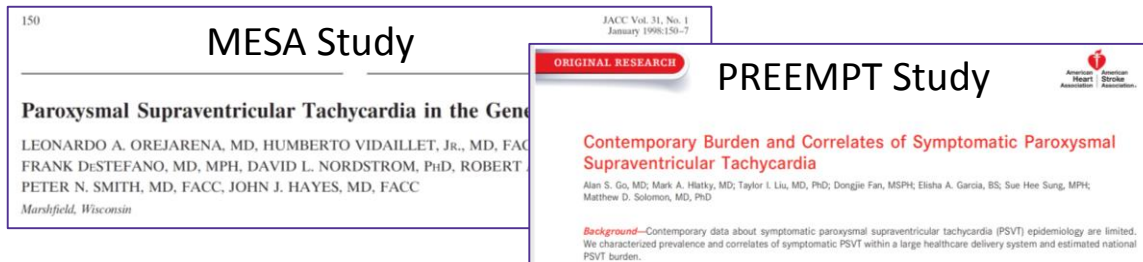 150
JACC Vol. 31, No. 1
January 1998:150–7
MESA Study
Paroxysmal Supraventricular Tachycardia in the Gene
LEONARDO A. OREJARENA, MD, HUMBERTO VIDAILLET, JR., MD, FAC
FRANK DESTEFANO, MD, MPH, DAVID L. NORDSTROM, PHD, ROBERT
PETER N. SMITH, MD, FACC, JOHN J. HAYES, MD, FACC
Marshfield, Wisconsin
ORIGINAL RESEARCH
PREEMPT Study
American Heart Association
American Stroke Association
Contemporary Burden and Correlates of Symptomatic Paroxysmal
Supraventricular Tachycardia
Alan S. Go, MD; Mark A. Hlatky, MD; Taylor I. Liu, MD, PhD; Dongjie Fan, MSPH; Elisha A. Garcia, BS; Sue Hee Sung, MPH;
Matthew D. Solomon, MD, PhD
Background—Contemporary data about symptomatic paroxysmal supraventricular tachycardia (PSVT) epidemiology are limited.
We characterized prevalence and correlates of symptomatic PSVT within a large healthcare delivery system and estimated national
PSVT burden.